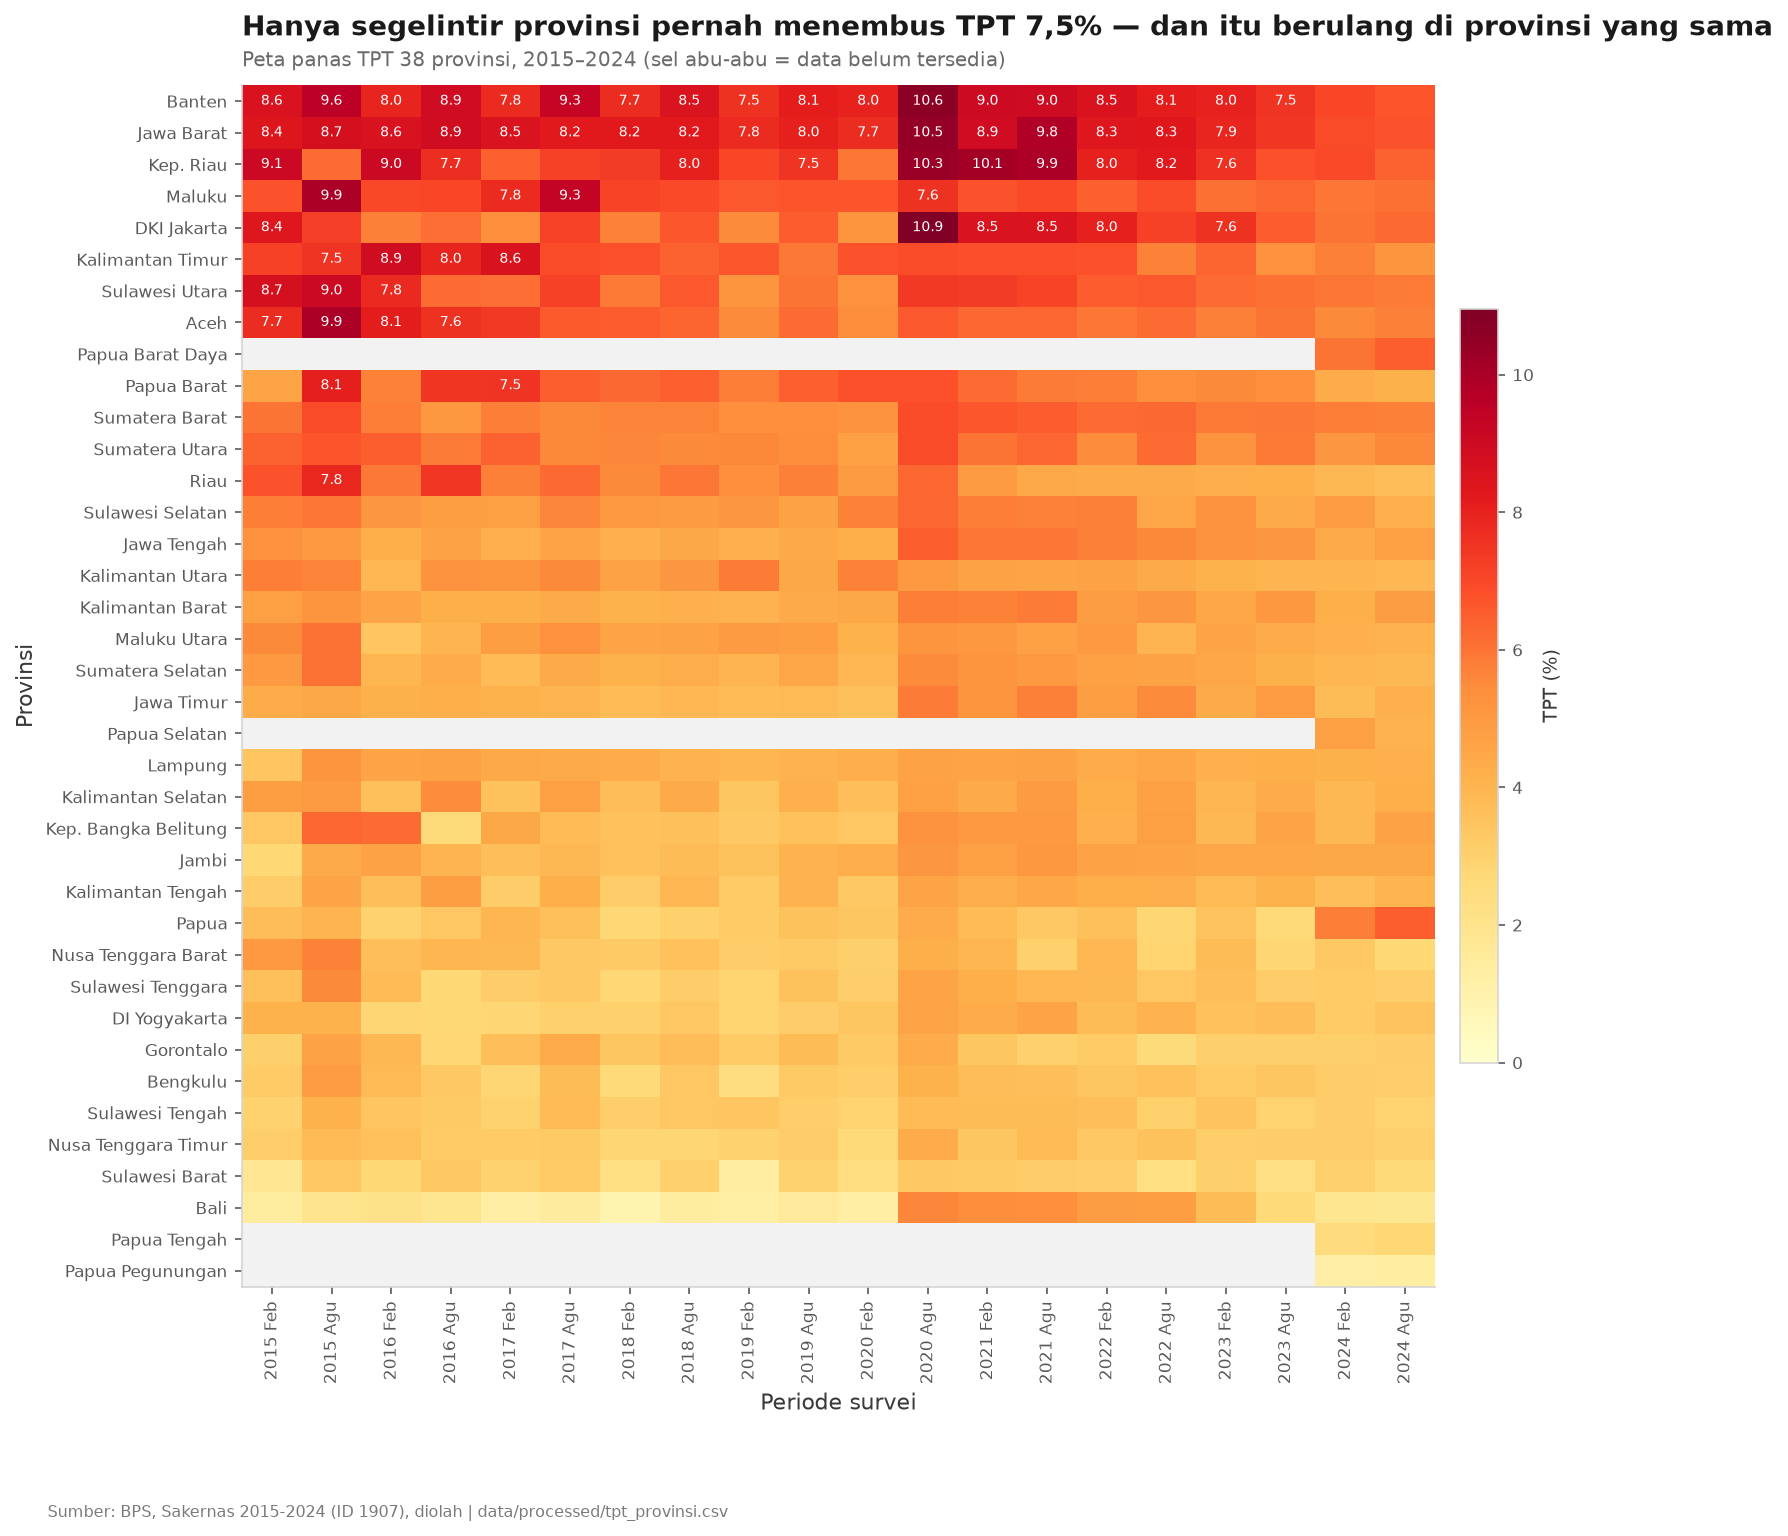 Hanya segelintir provinsi pernah menembus TPT 7,5% — dan itu berulang di provinsi yang sama
Peta panas TPT 38 provinsi, 2015–2024 (sel abu-abu = data belum tersedia)
Banten 8.6 9.6 8.0 8.9 7.8 9.3 7.7 8.5 7.5 8.1 8.0 10.6 9.0 9.0 8.5 8.1 8.0 7.5
Jawa Barat 8.4 8.7 8.6 8.9 8.5 8.2 8.2 8.2 7.8 8.0 7.7 10.5 8.9 9.8 8.3 8.3 7.9
Kep. Riau 9.1 9.0 7.7 8.0 7.5 10.3 10.1 9.9 8.0 8.2 7.6
Maluku 9.9 7.8 9.3 7.6
DKI Jakarta 8.4 10.9 8.5 8.5 8.0 7.6
Kalimantan Timur 7.5 8.9 8.0 8.6
Sulawesi Utara 8.7 9.0 7.8
Aceh 7.7 9.9 8.1 7.6
Papua Barat Daya
Papua Barat 8.1 7.5
Sumatera Barat
Sumatera Utara
Riau 7.8
Sulawesi Selatan
Jawa Tengah
Kalimantan Utara
Kalimantan Barat
Maluku Utara
Sumatera Selatan
Jawa Timur
Papua Selatan
Lampung
Kalimantan Selatan
Kep. Bangka Belitung
Jambi
Kalimantan Tengah
Papua
Nusa Tenggara Barat
Sulawesi Tenggara
DI Yogyakarta
Gorontalo
Bengkulu
Sulawesi Tengah
Nusa Tenggara Timur
Sulawesi Barat
Bali
Papua Tengah
Papua Pegunungan
Provinsi
2015 Feb
2015 Agu
2016 Feb
2016 Agu
2017 Feb
2017 Agu
2018 Feb
2018 Agu
2019 Feb
2019 Agu
2020 Feb
2020 Agu
2021 Feb
2021 Agu
2022 Feb
2022 Agu
2023 Feb
2023 Agu
2024 Feb
2024 Agu
Periode survei
10
8
6
4
2
0
TPT (%)
Sumber: BPS, Sakernas 2015-2024 (ID 1907), diolah | data/processed/tpt_provinsi.csv